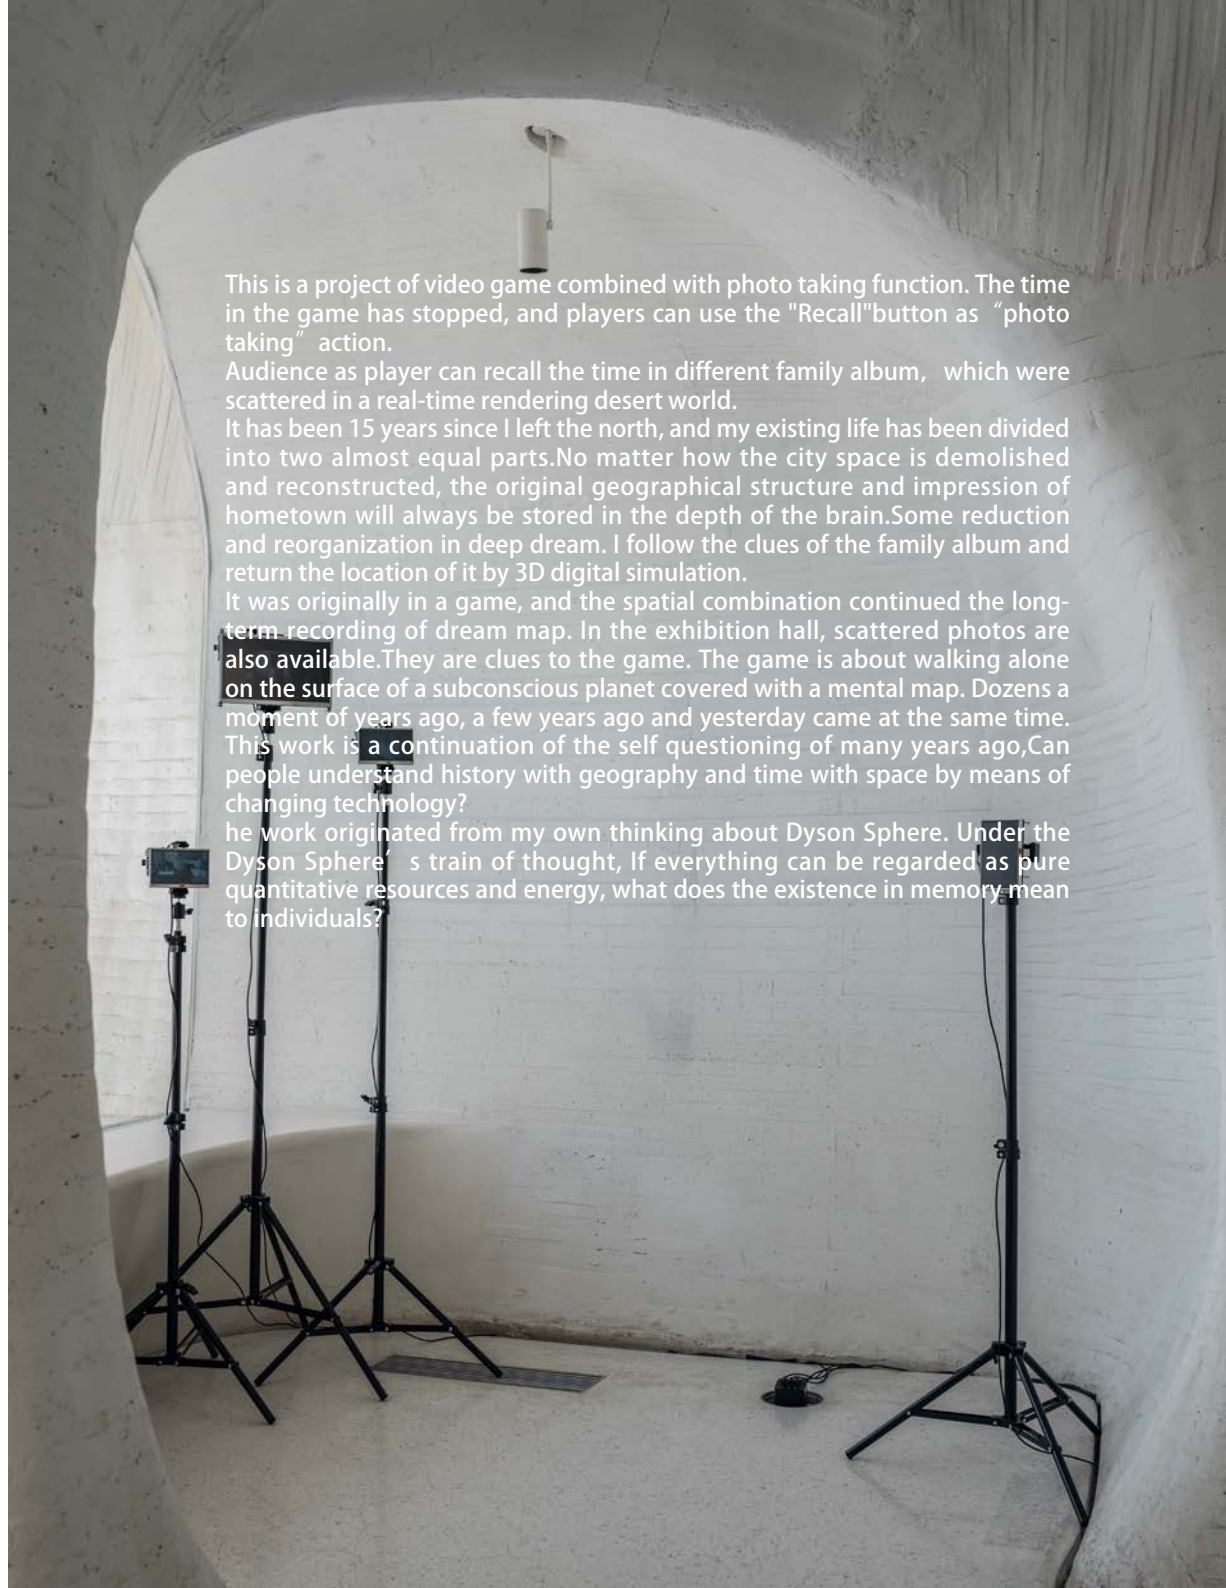 This is a project of video game combined with photo taking function. The time
in the game has stopped, and players can use the "Recall"button as “photo
taking” action.
Audience as player can recall the time in different family album, which were
scattered in a real-time rendering desert world.
It has been 15 years since I left the north, and my existing life has been divided
into two almost equal parts.No matter how the city space is demolished
and reconstructed, the original geographical structure and impression of
hometown will always be stored in the depth of the brain.Some reduction
and reorganization in deep dream. I follow the clues of the family album and
return the location of it by 3D digital simulation.
It was originally in a game, and the spatial combination continued the long-
term recording of dream map. In the exhibition hall, scattered photos are
also available.They are clues to the game. The game is about walking alone
on the surface of a subconscious planet covered with a mental map. Dozens a
moment of years ago, a few years ago and yesterday came at the same time.
This work is a continuation of the self questioning of many years ago,Can
people understand history with geography and time with space by means of
changing technology?
he work originated from my own thinking about Dyson Sphere. Under the
Dyson Sphere’s train of thought, If everything can be regarded as pure
quantitative resources and energy, what does the existence in memory mean
to individuals?